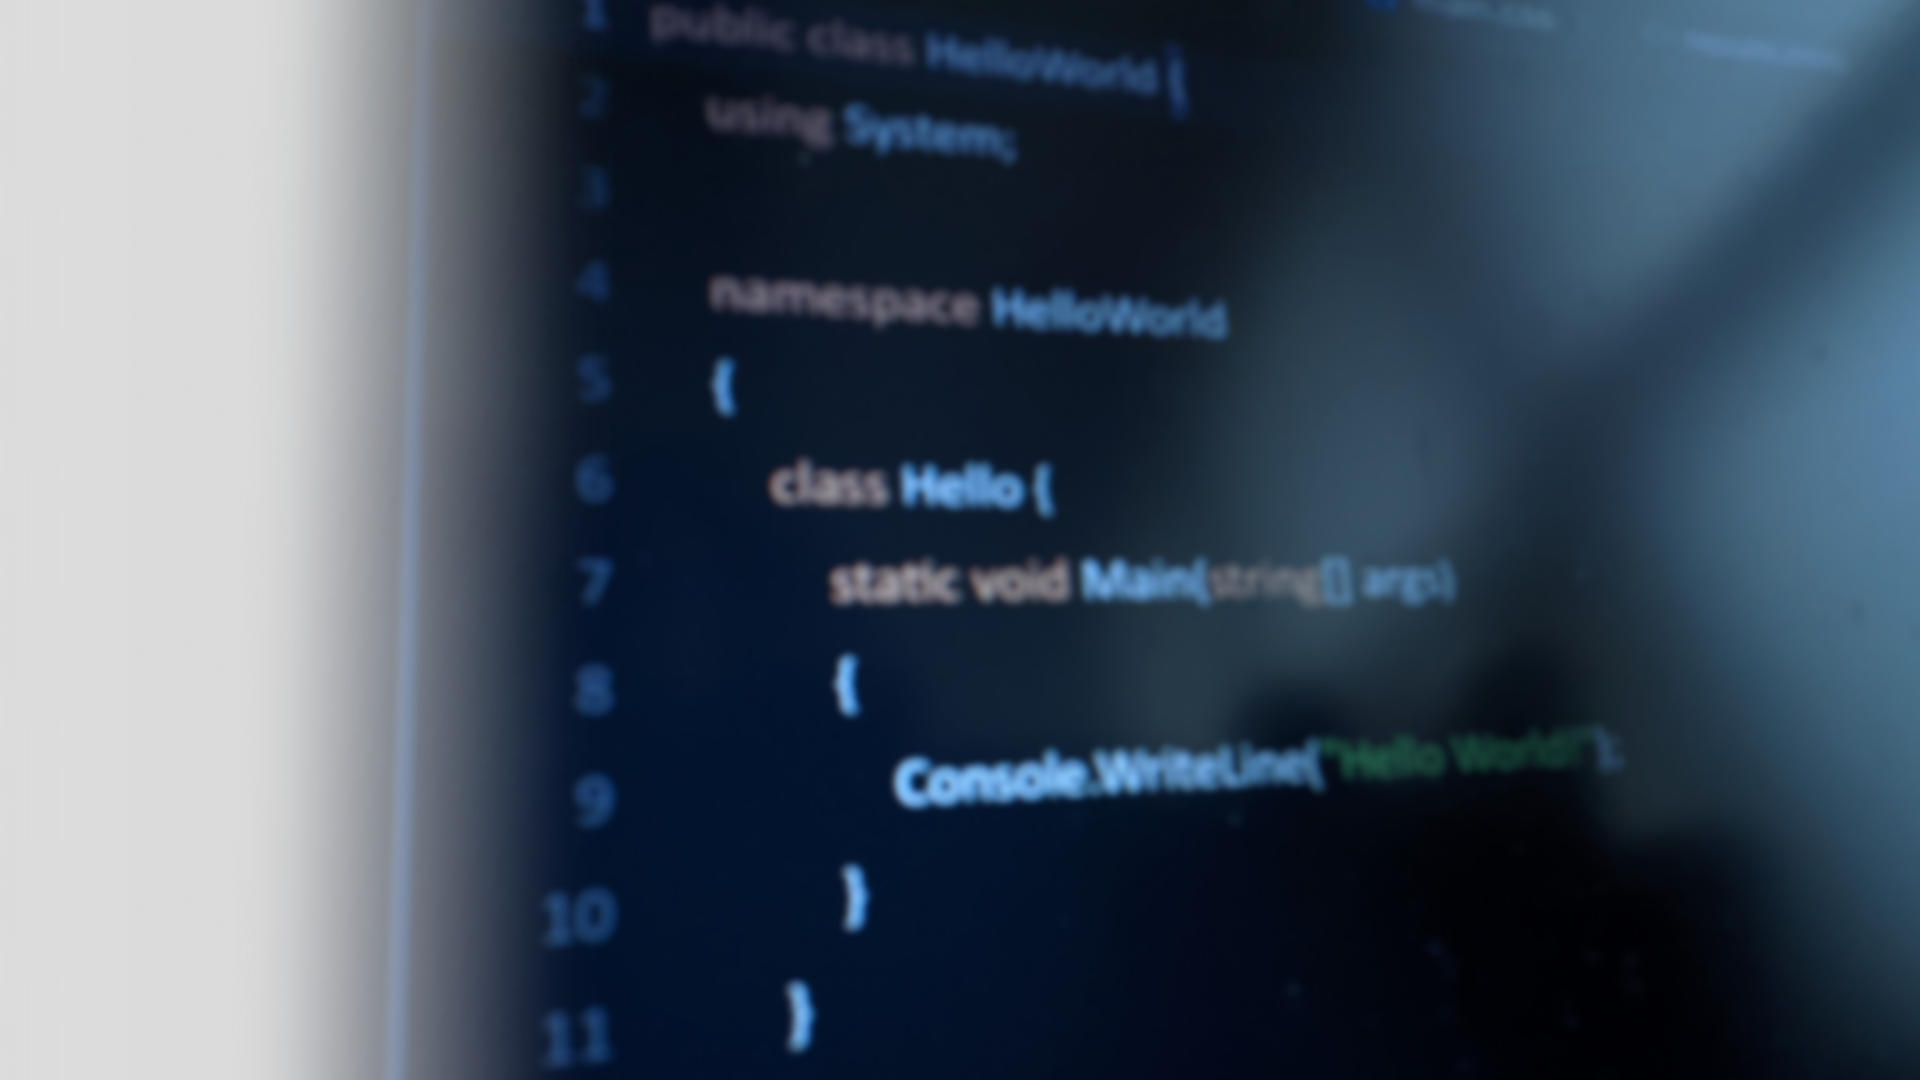 1 public class HelloWorld {
2 using System;
3
4 namespace HelloWorld
5 {
6 class Hello {
7 static void Main(string[] args)
8 {
9 Console.WriteLine("Hello World!");
10 }
11 }